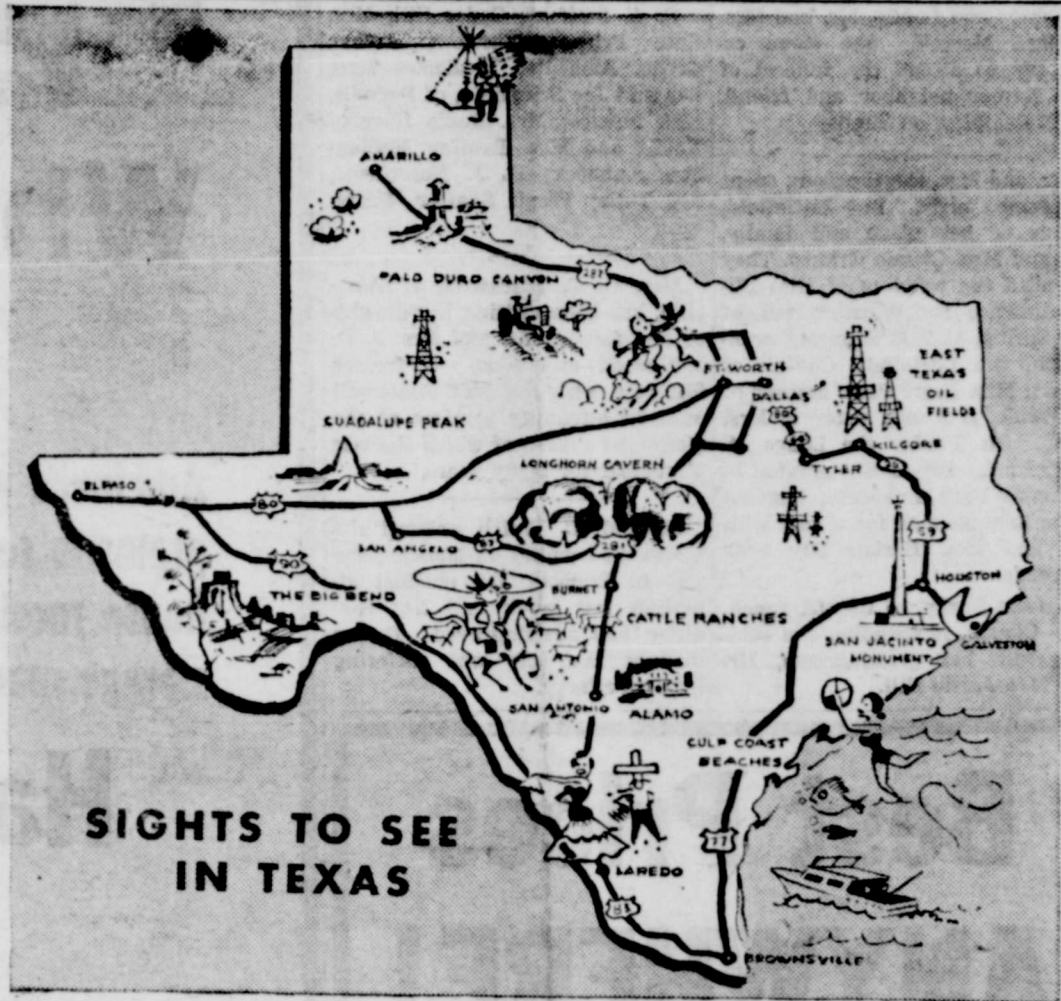 AMARILLO
PALO DURO CANYON
287
FT. WORTH
DALLAS
80
EAST
TEXAS
OIL
FIELDS
KILGORE
TYLER
GUADALUPE PEAK
LONGHORN CAVERN
EL PASO
80
SAN ANGELO
87
281
59
90
THE BIG BEND
BURNET
CATTLE RANCHES
HOUSTON
SAN JACINTO
MONUMENT
GALVESTON
SAN ANTONIO
ALAMO
GULF COAST
BEACHES
77
LAREDO
83
BROWNSVILLE
SIGHTS TO SEE
IN TEXAS